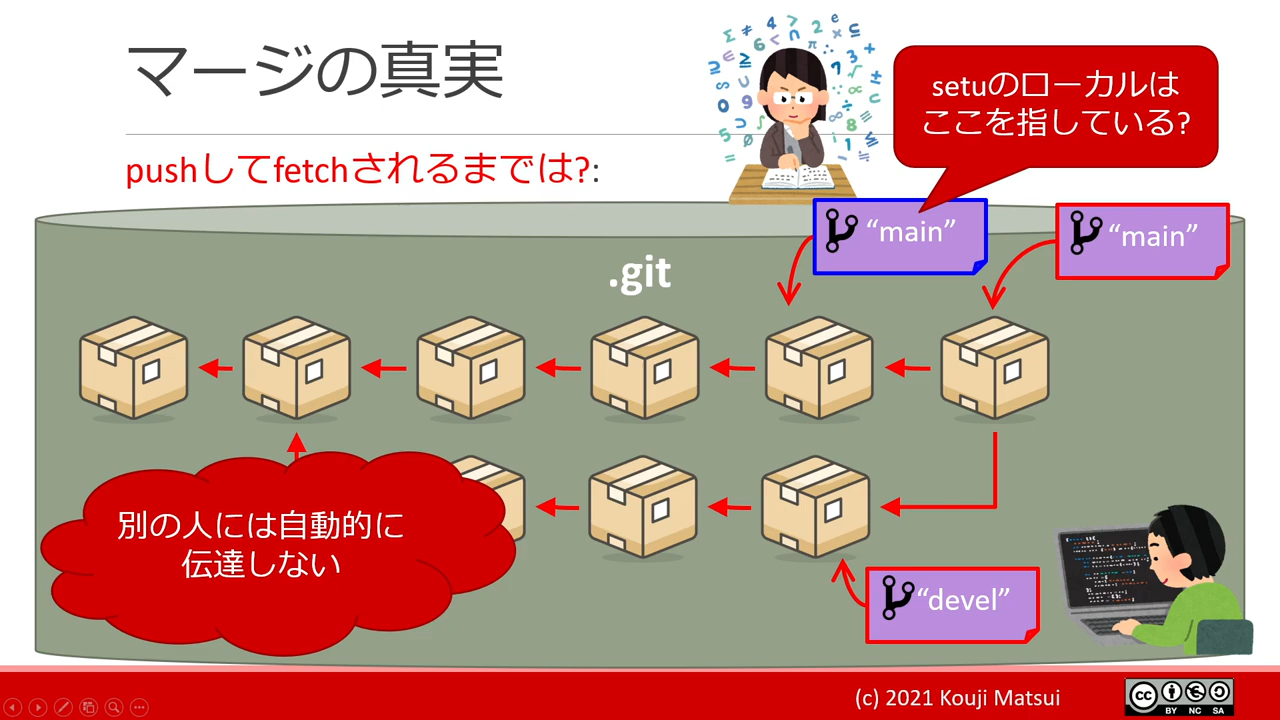 マージの真実
setuのローカルは
ここを指している?
pushしてfetchされるまでは?:
"main"
"main"
.git
別の人には自動的に
伝達しない
"devel"
(c) 2021 Kouji Matsui
cc
BY NC SA